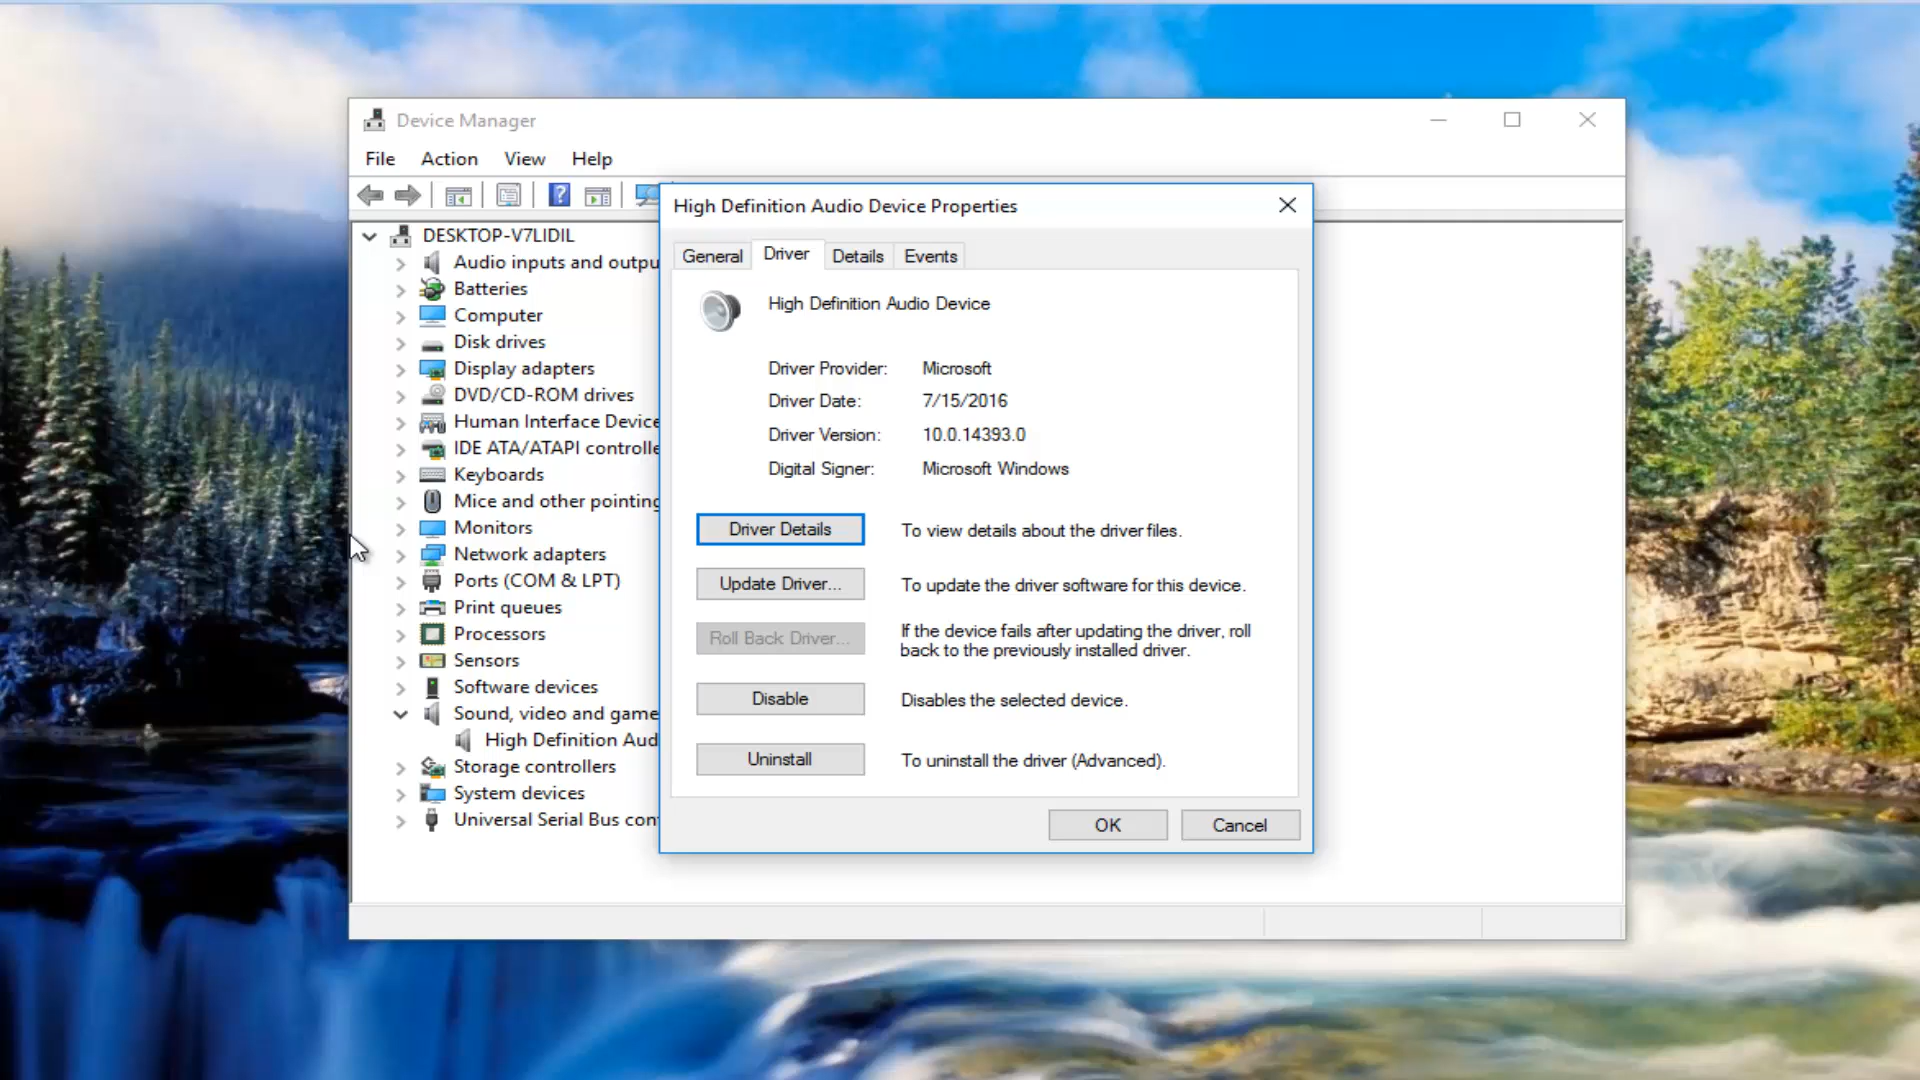 Device Manager
File Action View Help
DESKTOP-V7LIDIL
Audio inputs and outpu
Batteries
Computer
Disk drives
Display adapters
DVD/CD-ROM drives
Human Interface Device
IDE ATA/ATAPI controlle
Keyboards
Mice and other pointing
Monitors
Network adapters
Ports (COM & LPT)
Print queues
Processors
Sensors
Software devices
Sound, video and game
High Definition Aud
Storage controllers
System devices
Universal Serial Bus con
High Definition Audio Device Properties
General Driver Details Events
High Definition Audio Device
Driver Provider: Microsoft
Driver Date: 7/15/2016
Driver Version: 10.0.14393.0
Digital Signer: Microsoft Windows
Driver Details To view details about the driver files.
Update Driver... To update the driver software for this device.
Roll Back Driver... If the device fails after updating the driver, roll
back to the previously installed driver.
Disable Disables the selected device.
Uninstall To uninstall the driver (Advanced).
OK Cancel